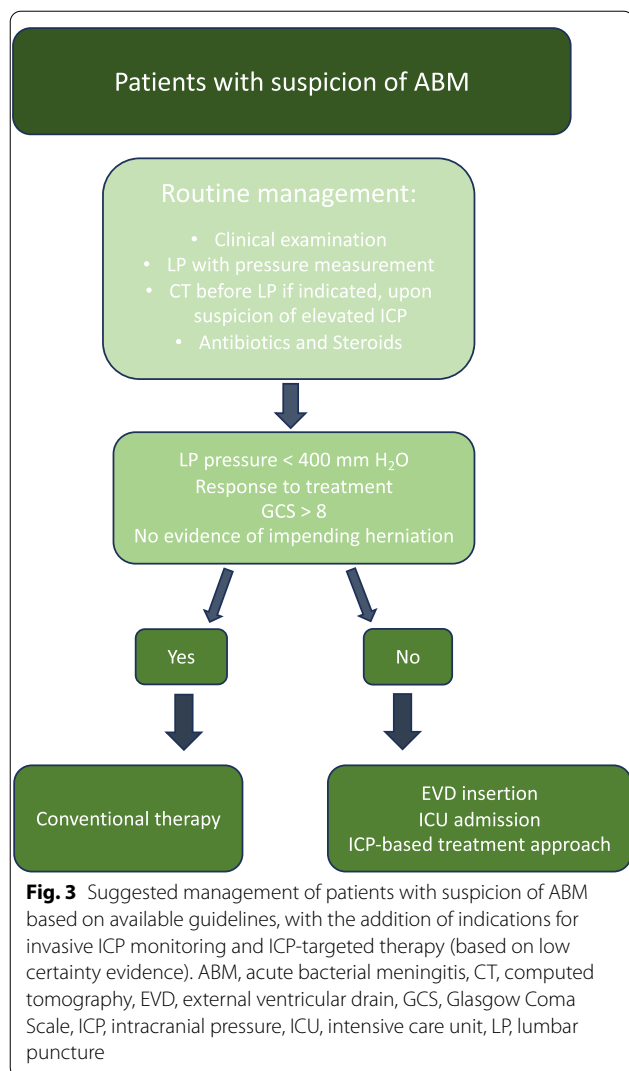 Patients with suspicion of ABM
Routine management:
• Clinical examination
• LP with pressure measurement
• CT before LP if indicated, upon
suspicion of elevated ICP
• Antibiotics and Steroids
LP pressure < 400 mm H₂O
Response to treatment
GCS > 8
No evidence of impending herniation
Yes
No
Conventional therapy
EVD insertion
ICU admission
ICP-based treatment approach
Fig. 3 Suggested management of patients with suspicion of ABM
based on available guidelines, with the addition of indications for
invasive ICP monitoring and ICP-targeted therapy (based on low
certainty evidence). ABM, acute bacterial meningitis, CT, computed
tomography, EVD, external ventricular drain, GCS, Glasgow Coma
Scale, ICP, intracranial pressure, ICU, intensive care unit, LP, lumbar
puncture